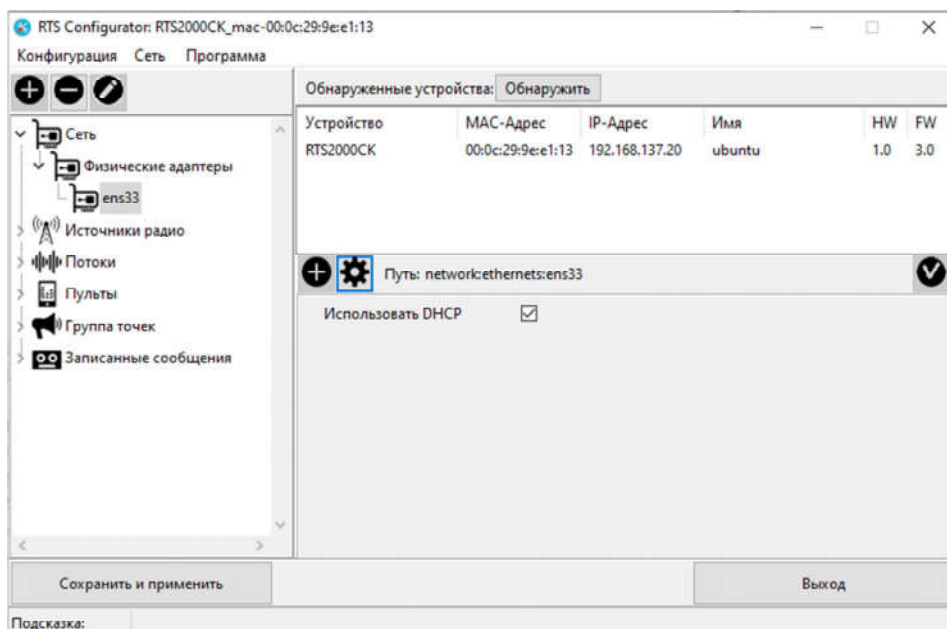 RTS Configurator: RTS2000CK_mac-00:0c:29:9e:e1:13
Конфигурация Сеть Программа
Обнаруженные устройства: Обнаружить
Устройство MAC-Адрес IP-Адрес Имя HW FW
RTS2000CK 00:0c:29:9e:e1:13 192.168.137.20 ubuntu 1.0 3.0
Сеть
Физические адаптеры
ens33
Источники радио
Потоки
Пульты
Группа точек
Записанные сообщения
Путь: network:ethernets:ens33
Использовать DHCP
Сохранить и применить
Выход
Подсказка: